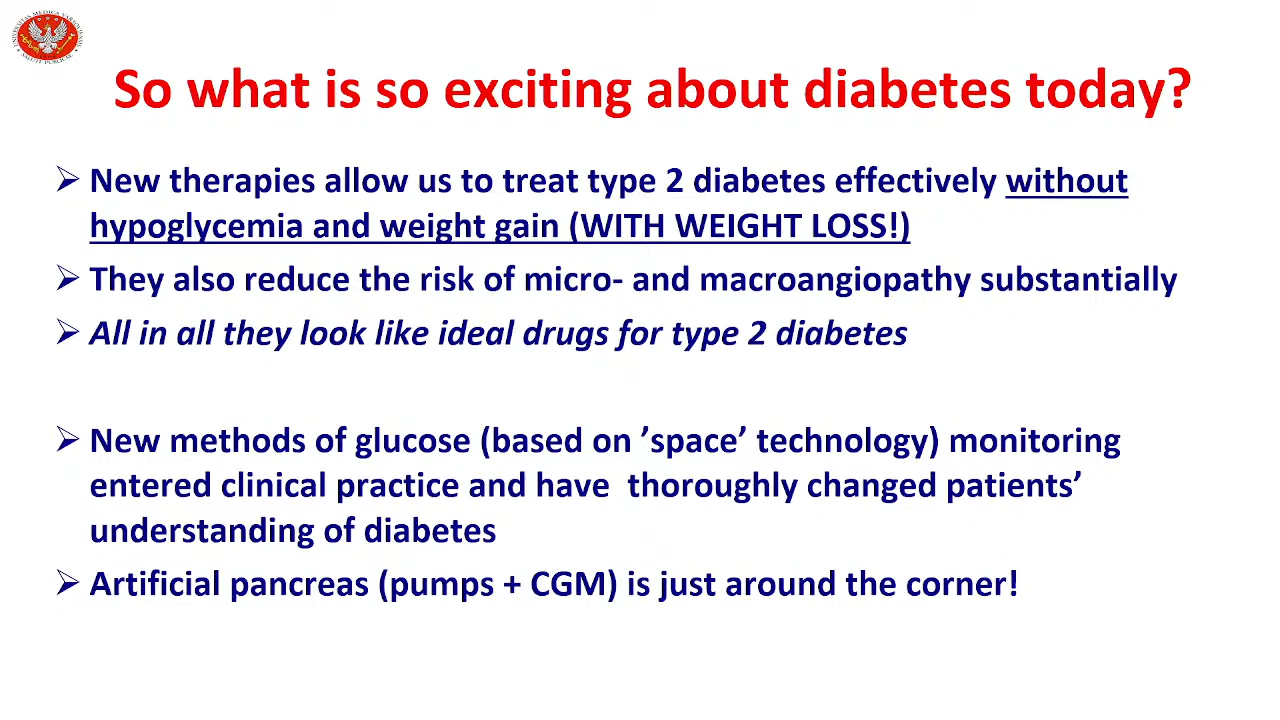 So what is so exciting about diabetes today?
➢ New therapies allow us to treat type 2 diabetes effectively without
hypoglycemia and weight gain (WITH WEIGHT LOSS!)
➢ They also reduce the risk of micro- and macroangiopathy substantially
➢ All in all they look like ideal drugs for type 2 diabetes
➢ New methods of glucose (based on ’space’ technology) monitoring
entered clinical practice and have  thoroughly changed patients’
understanding of diabetes
➢ Artificial pancreas (pumps + CGM) is just around the corner!